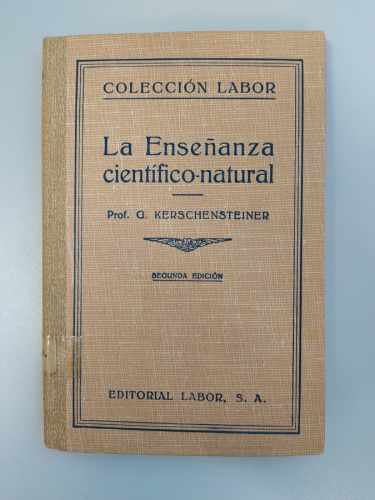 COLECCIÓN LABOR
La Enseñanza
científico-natural
Prof. G. KERSCHENSTEINER
SEGUNDA EDICIÓN
EDITORIAL LABOR, S. A.